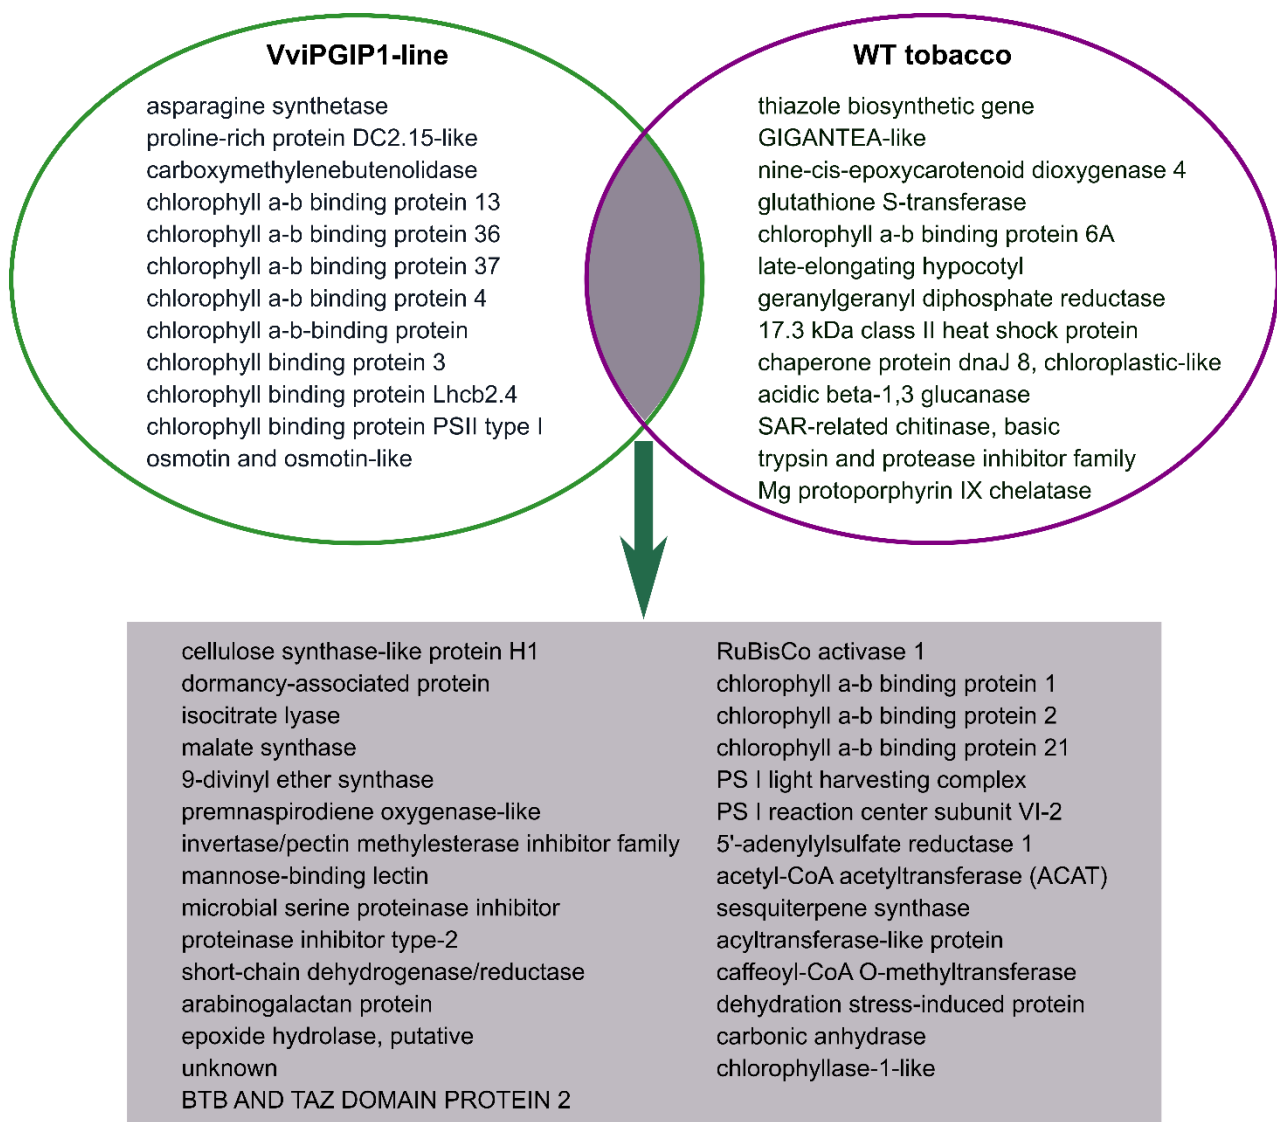 VviPGIP1-line
asparagine synthetase
proline-rich protein DC2.15-like
carboxymethylenebutenolidase
chlorophyll a-b binding protein 13
chlorophyll a-b binding protein 36
chlorophyll a-b binding protein 37
chlorophyll a-b binding protein 4
chlorophyll a-b-binding protein
chlorophyll binding protein 3
chlorophyll binding protein Lhcb2.4
chlorophyll binding protein PSII type I
osmotin and osmotin-like
WT tobacco
thiazole biosynthetic gene
GIGANTEA-like
nine-cis-epoxycarotenoid dioxygenase 4
glutathione S-transferase
chlorophyll a-b binding protein 6A
late-elongating hypocotyl
geranylgeranyl diphosphate reductase
17.3 kDa class II heat shock protein
chaperone protein dnaJ 8, chloroplastic-like
acidic beta-1,3 glucanase
SAR-related chitinase, basic
trypsin and protease inhibitor family
Mg protoporphyrin IX chelatase
cellulose synthase-like protein H1
dormancy-associated protein
isocitrate lyase
malate synthase
9-divinyl ether synthase
premnaspirodiene oxygenase-like
invertase/pectin methylesterase inhibitor family
mannose-binding lectin
microbial serine proteinase inhibitor
proteinase inhibitor type-2
short-chain dehydrogenase/reductase
arabinogalactan protein
epoxide hydrolase, putative
unknown
BTB AND TAZ DOMAIN PROTEIN 2
RuBisCo activase 1
chlorophyll a-b binding protein 1
chlorophyll a-b binding protein 2
chlorophyll a-b binding protein 21
PS I light harvesting complex
PS I reaction center subunit VI-2
5'-adenylylsulfate reductase 1
acetyl-CoA acetyltransferase (ACAT)
sesquiterpene synthase
acyltransferase-like protein
caffeoyl-CoA O-methyltransferase
dehydration stress-induced protein
carbonic anhydrase
chlorophyllase-1-like